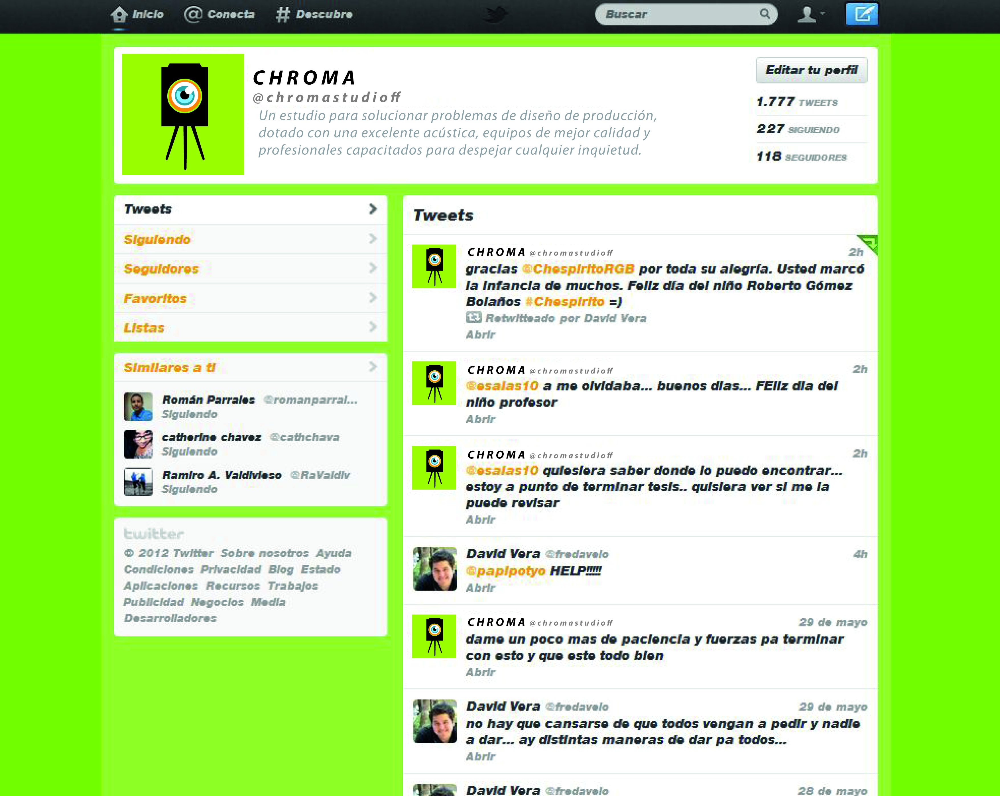 Inicio @ Conecta # Descubre Buscar
CHROMA
@chromastudioff
Un estudio para solucionar problemas de diseño de producción,
dotado con una excelente acústica, equipos de mejor calidad y
profesionales capacitados para despejar cualquier inquietud.
Editar tu perfil
1.777 TWEETS
227 SIGUIENDO
118 SEGUIDORES
Tweets
Siguiendo
Seguidores
Favoritos
Listas
Similares a ti
Román Parrales @romanparral...
Siguiendo
catherine chavez @cathchava
Siguiendo
Ramiro A. Valdivieso @RaValdiv
Siguiendo
twitter
© 2012 Twitter Sobre nosotros Ayuda
Condiciones Privacidad Blog Estado
Aplicaciones Recursos Trabajos
Publicidad Negocios Media
Desarrolladores
Tweets
CHROMA @chromastudioff 2h
gracias @ChespiritoRGB por toda su alegría. Usted marcó
la infancia de muchos. Feliz día del niño Roberto Gómez
Bolaños #Chespirito =)
Retwitteado por David Vera
Abrir
CHROMA @chromastudioff 2h
@esalas10 a me olvidaba... buenos dias... FEliz dia del
niño profesor
Abrir
CHROMA @chromastudioff 2h
@esalas10 quiesiera saber donde lo puedo encontrar...
estoy a punto de terminar tesis.. quisiera ver si me la
puede revisar
Abrir
David Vera @fredavelo 4h
@papipotyo HELP!!!!!
Abrir
CHROMA @chromastudioff 29 de mayo
dame un poco mas de paciencia y fuerzas pa terminar
con esto y que este todo bien
Abrir
David Vera @fredavelo 29 de mayo
no hay que cansarse de que todos vengan a pedir y nadie
a dar... ay distintas maneras de dar pa todos...
Abrir
David Vera @fredavelo 28 de mayo